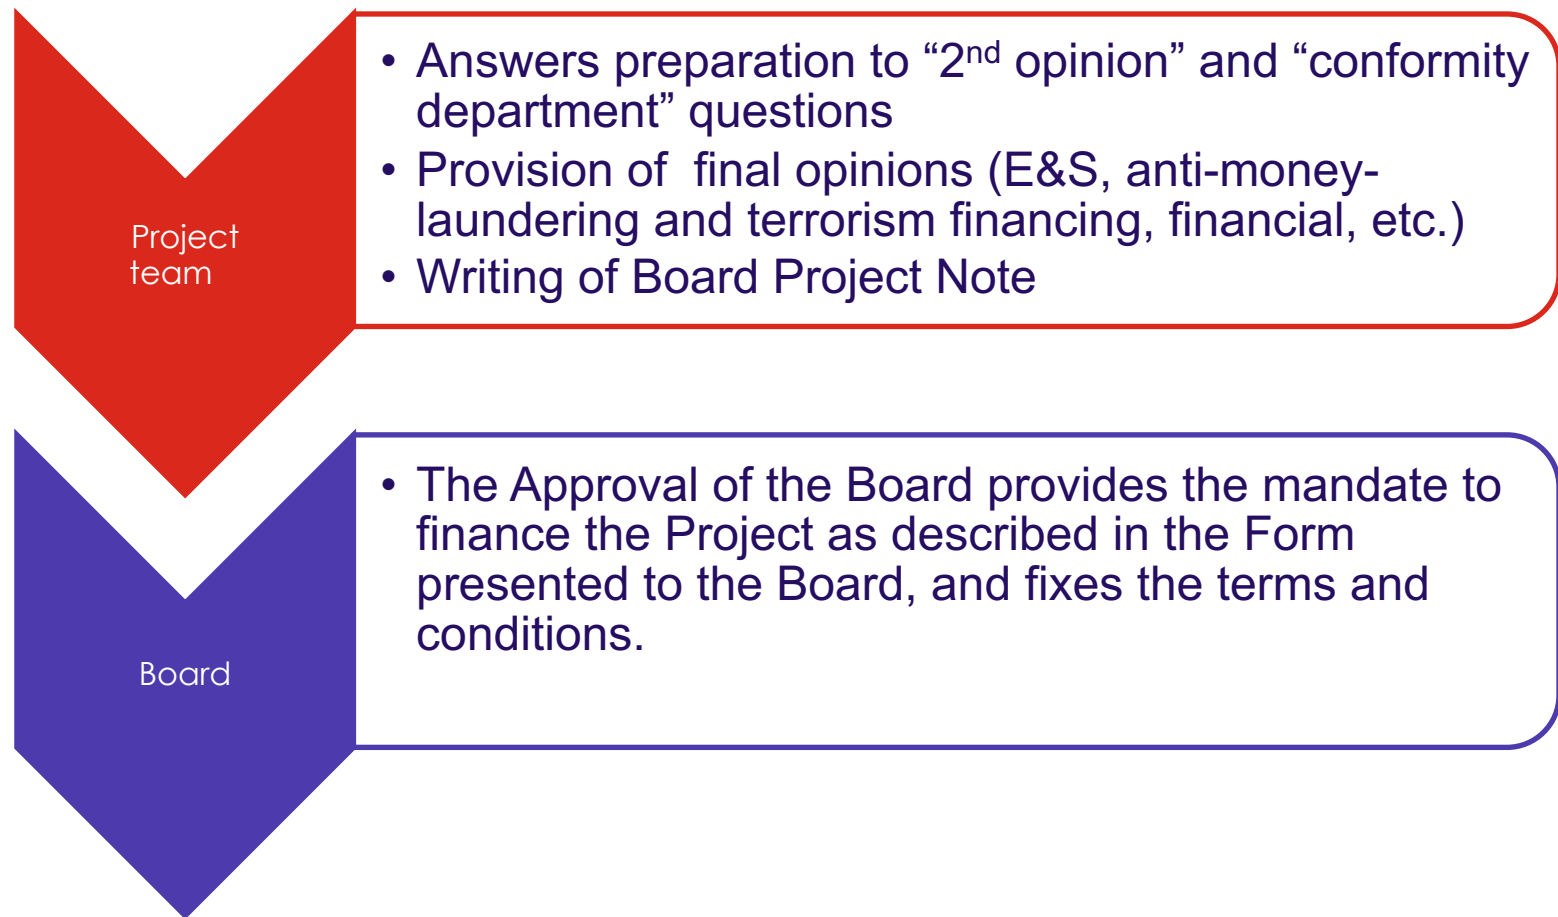 Project
team
• Answers preparation to “2nd opinion” and “conformity
department” questions
• Provision of  final opinions (E&S, anti-money-
laundering and terrorism financing, financial, etc.)
• Writing of Board Project Note
Board
• The Approval of the Board provides the mandate to
finance the Project as described in the Form
presented to the Board, and fixes the terms and
conditions.